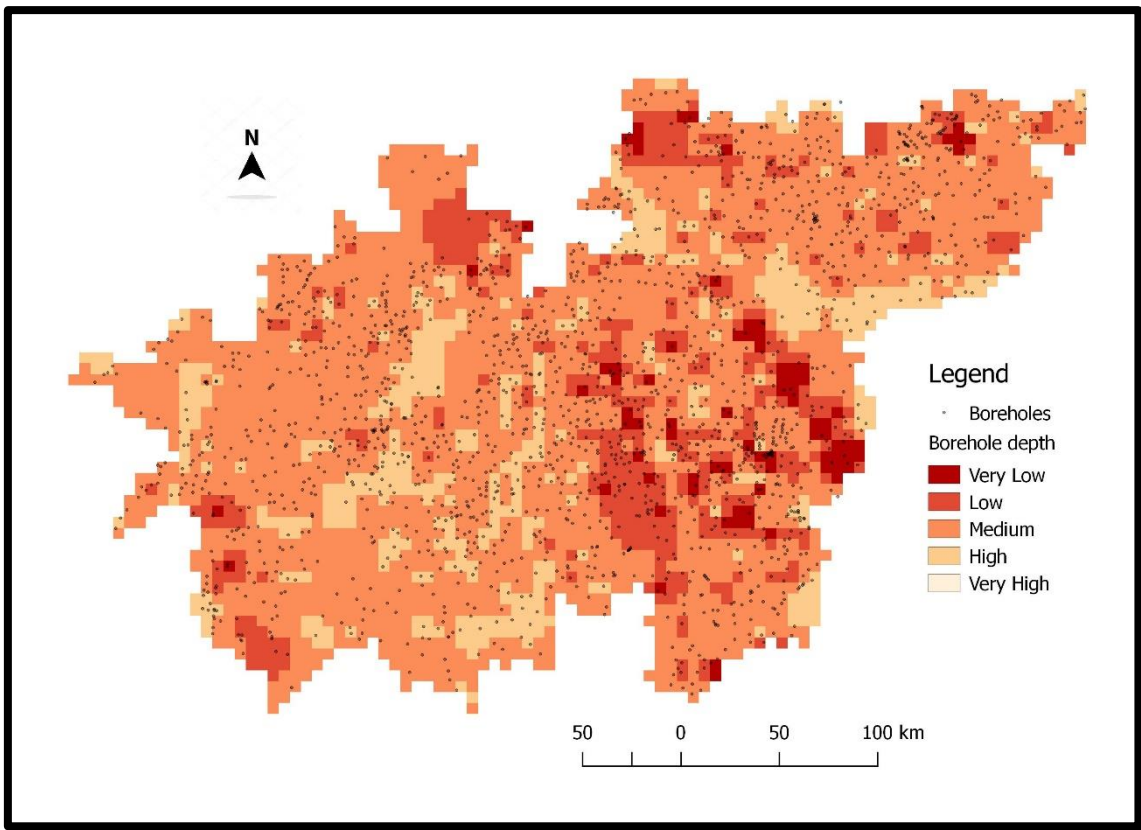 N
Legend
Boreholes
Borehole depth
Very Low
Low
Medium
High
Very High
50 0 50 100 km